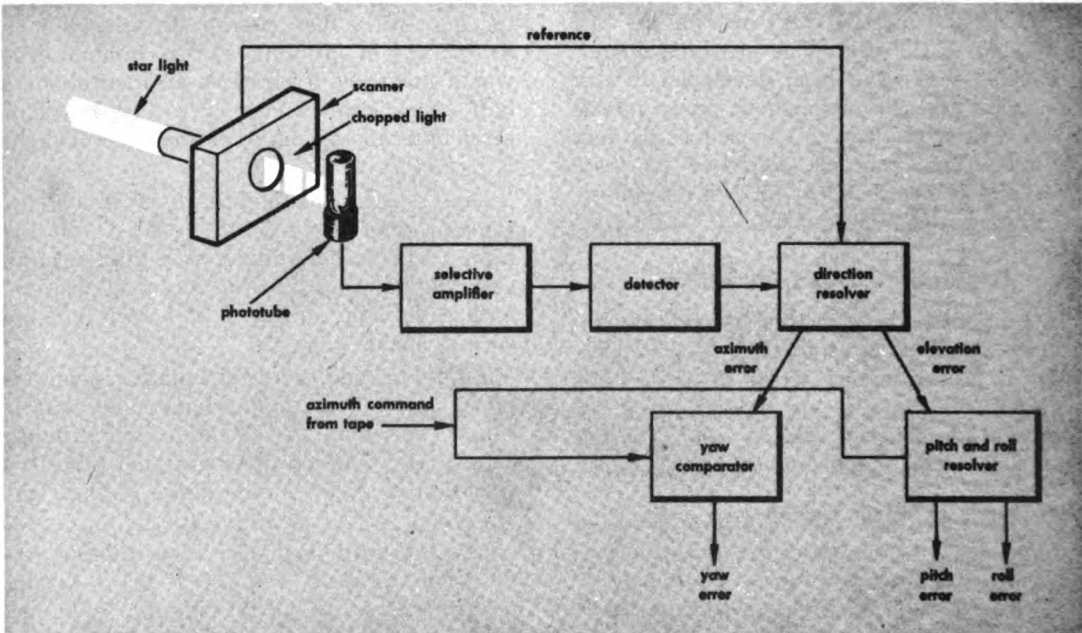 reference
star light
scanner
chopped light
phototube
selective
amplifier
detector
direction
resolver
azimuth
error
elevation
error
azimuth command
from tape
yaw
comparator
pitch and roll
resolver
yaw
error
pitch
error
roll
error